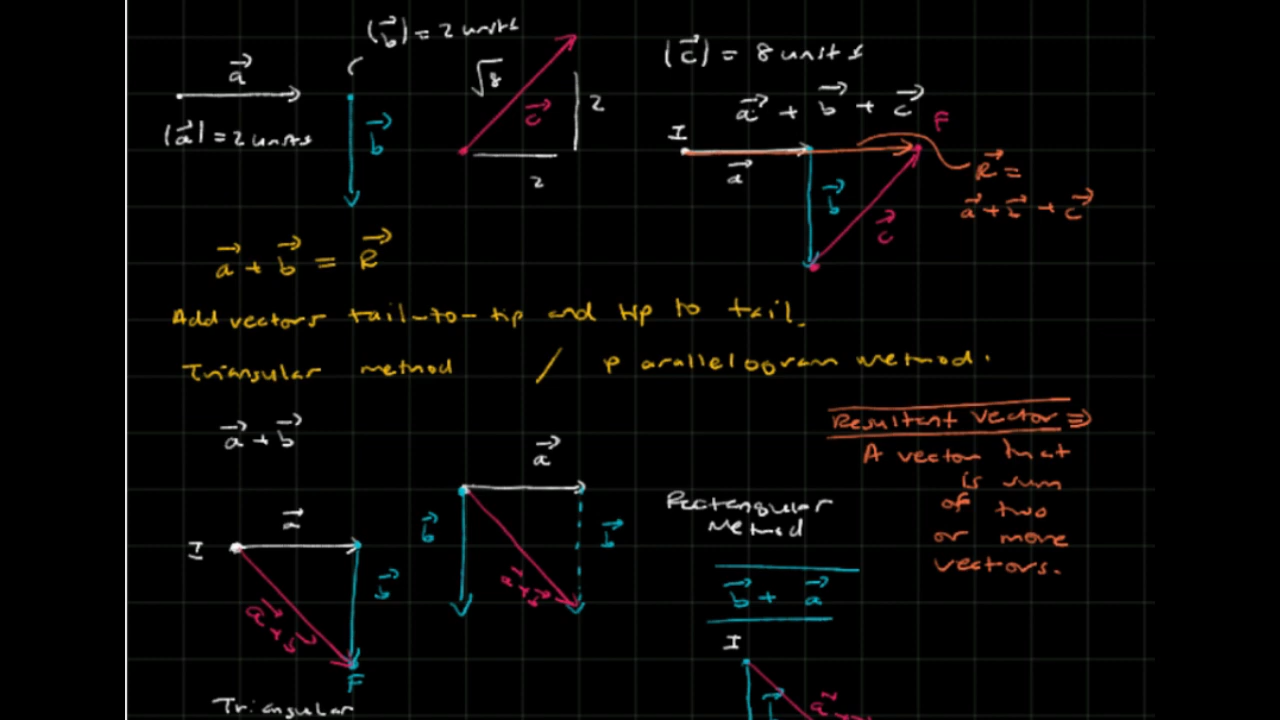 |b⃗| = 2 units
|c⃗| = 8 units
a⃗
√8
a⃗ + b⃗ + c⃗
|a⃗| = 2 units
b⃗
c⃗
2
2
I
F
a⃗
b⃗
c⃗
R⃗ =
a⃗ + b⃗ + c⃗
a⃗ + b⃗ = R⃗
Add vectors tail-to-tip and tip to tail.
Triangular method / parallelogram method.
a⃗ + b⃗
Resultant Vector ⇒
A vector that
is sum
of two
or more
vectors.
a⃗
b⃗
b⃗
a⃗+b⃗
Rectangular
Method
I
a⃗
b⃗
a⃗+b⃗
F
b⃗ + a⃗
I
b⃗
Triangular